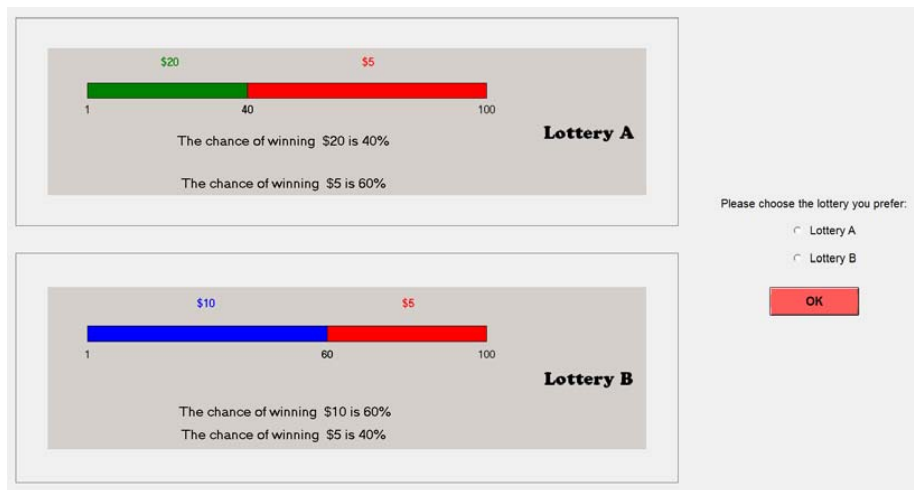 $20 $5
1 40 100
The chance of winning $20 is 40%
Lottery A
The chance of winning $5 is 60%
Please choose the lottery you prefer:
Lottery A
Lottery B
OK
$10 $5
1 60 100
Lottery B
The chance of winning $10 is 60%
The chance of winning $5 is 40%